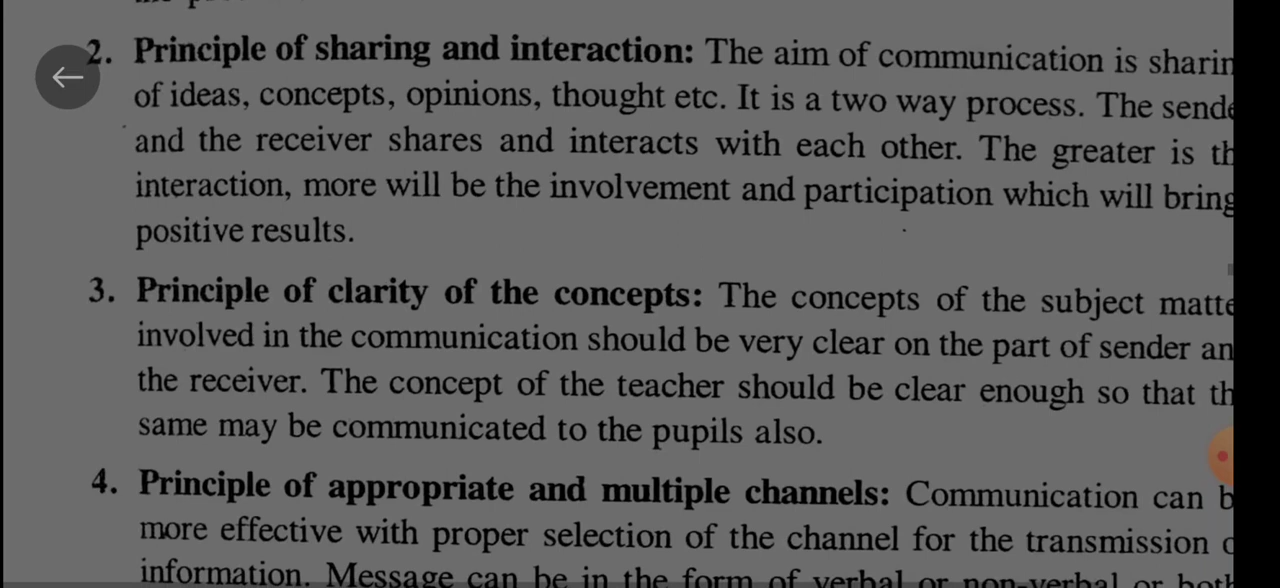 2. Principle of sharing and interaction: The aim of communication is sharin
of ideas, concepts, opinions, thought etc. It is a two way process. The sende
and the receiver shares and interacts with each other. The greater is th
interaction, more will be the involvement and participation which will bring
positive results.
3. Principle of clarity of the concepts: The concepts of the subject matte
involved in the communication should be very clear on the part of sender an
the receiver. The concept of the teacher should be clear enough so that th
same may be communicated to the pupils also.
4. Principle of appropriate and multiple channels: Communication can b
more effective with proper selection of the channel for the transmission o
information. Message can be in the form of verbal or non-verbal or both